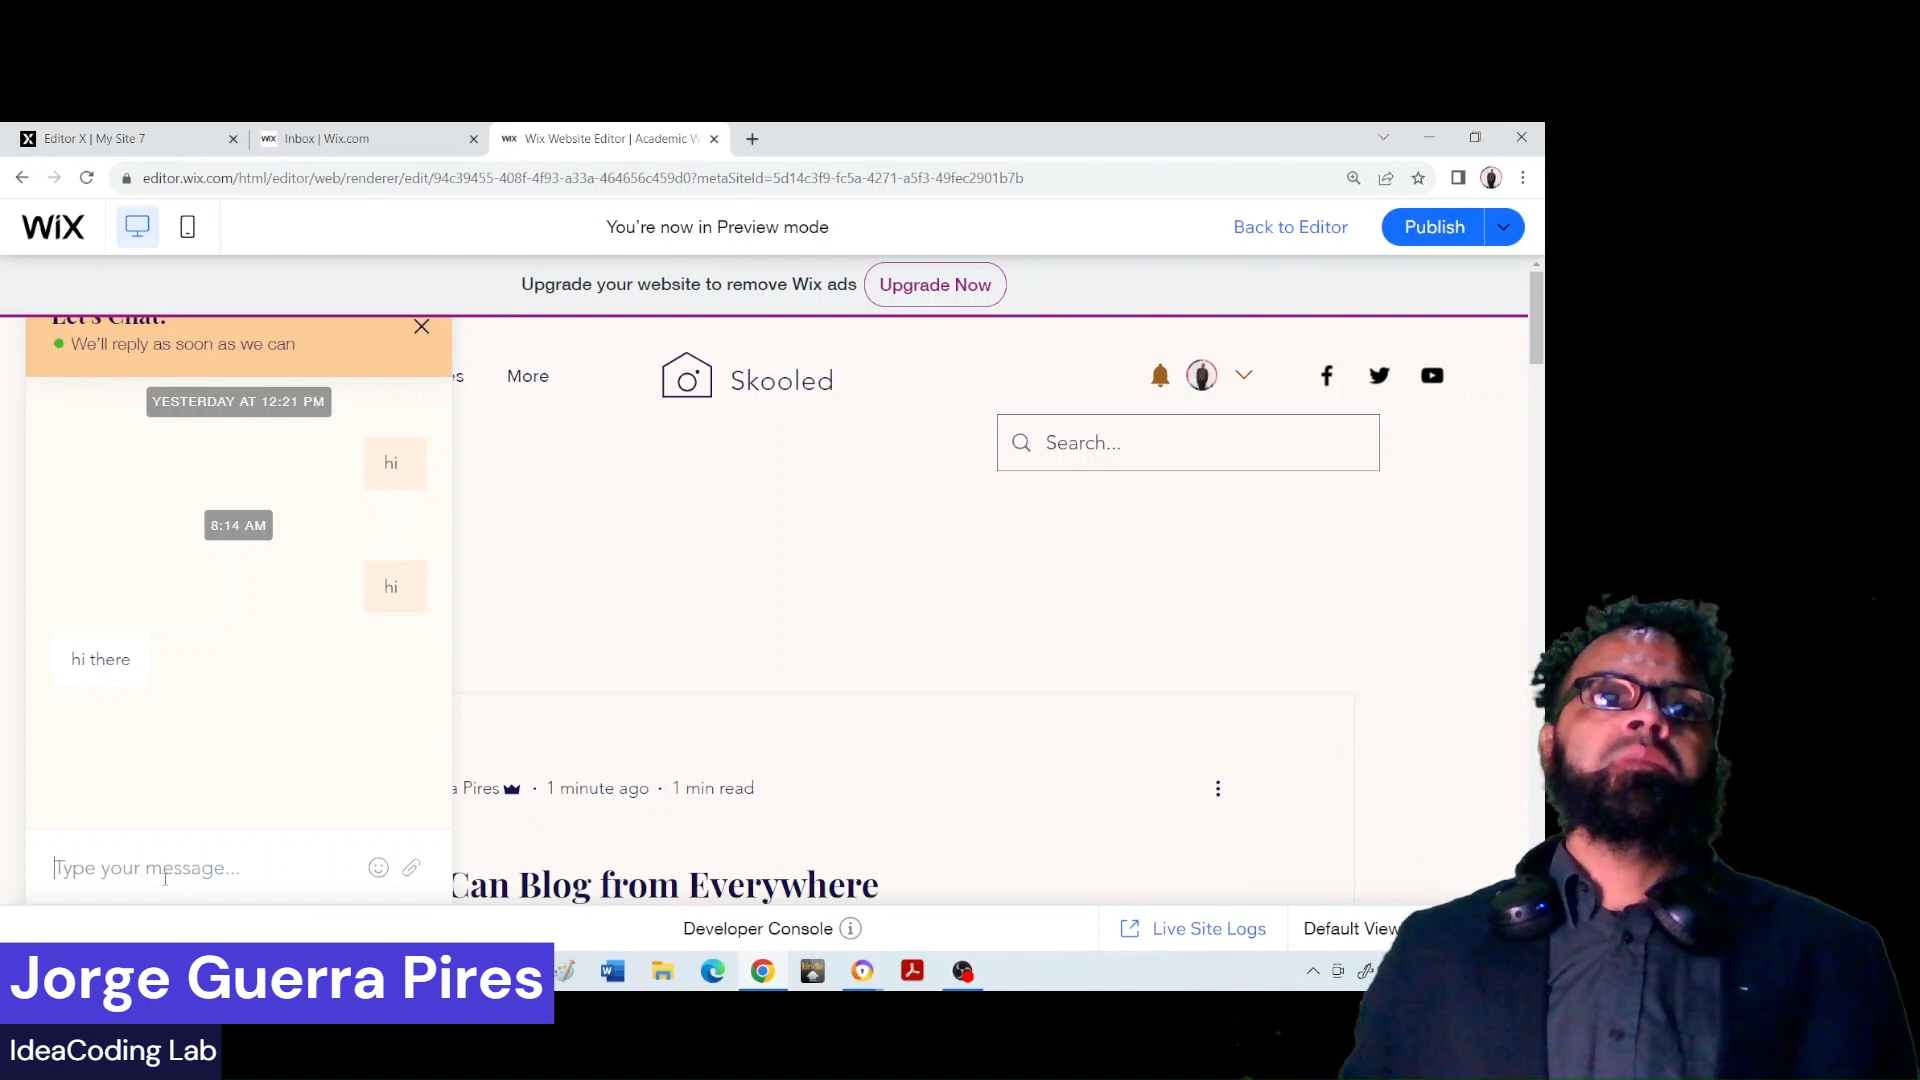 Editor X | My Site 7
WiX Inbox | Wix.com
WiX Wix Website Editor | Academic W
editor.wix.com/html/editor/web/renderer/edit/94c39455-408f-4f93-a33a-464656c459d0?metaSiteId=5d14c3f9-fc5a-4271-a5f3-49fec2901b7b
WiX
You're now in Preview mode
Back to Editor
Publish
Upgrade your website to remove Wix ads
Upgrade Now
Let's Chat!
We'll reply as soon as we can
es
More
Skooled
YESTERDAY AT 12:21 PM
Search...
hi
8:14 AM
hi
hi there
a Pires · 1 minute ago · 1 min read
Type your message...
Can Blog from Everywhere
Developer Console
Live Site Logs
Default View
Jorge Guerra Pires
IdeaCoding Lab